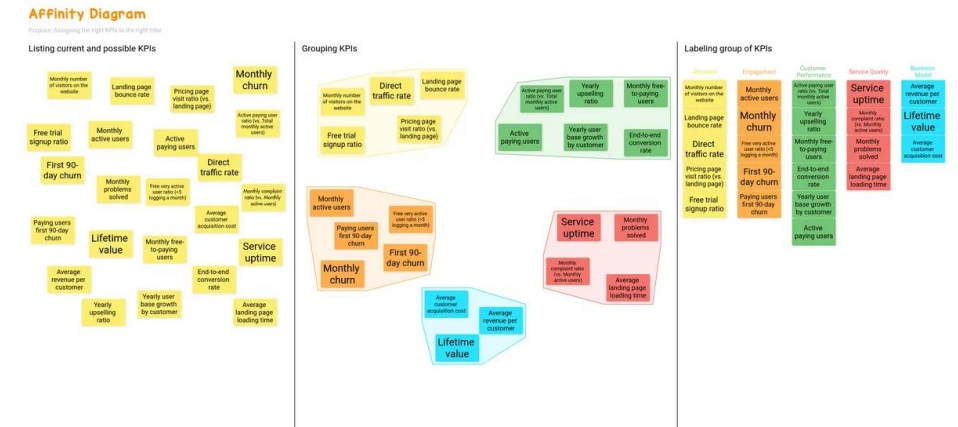 Affinity Diagram
Purpose: Assigning the right KPIs to the right tribe
Listing current and possible KPIs
Monthly number
of visitors on the
website
Landing page
bounce rate
Pricing page
visit ratio (vs.
landing page)
Monthly
churn
Free trial
signup ratio
Monthly
active users
Active
paying users
Active paying user
ratio (vs. Total
monthly active
users)
First 90-
day churn
Direct
traffic rate
Monthly
problems
solved
Free very active
user ratio (>5
logging a month)
Monthly complaint
ratio (vs. Monthly
active users)
Average
customer
acquisition cost
Paying users
first 90-day
churn
Lifetime
value
Monthly free-
to-paying
users
Service
uptime
Average
revenue per
customer
End-to-end
conversion
rate
Yearly
upselling
ratio
Yearly user
base growth
by customer
Average
landing page
loading time
Grouping KPIs
Monthly number
of visitors on the
website
Direct
traffic rate
Landing page
bounce rate
Free trial
signup ratio
Pricing page
visit ratio (vs.
landing page)
Active paying user
ratio (vs. Total
monthly active
users)
Yearly
upselling
ratio
Monthly free-
to-paying
users
Active
paying users
Yearly user
base growth
by customer
End-to-end
conversion
rate
Monthly
active users
Free very active
user ratio (>5
logging a month)
Paying users
first 90-day
churn
First 90-
day churn
Monthly
churn
Service
uptime
Monthly
problems
solved
Monthly
complaint ratio
(vs. Monthly
active users)
Average
landing page
loading time
Average
customer
acquisition cost
Average
revenue per
customer
Lifetime
value
Labeling group of KPIs
Monthly number
of visitors on the
website
Landing page
bounce rate
Direct
traffic rate
Pricing page
visit ratio (vs.
landing page)
Free trial
signup ratio
Engagement
Monthly
active users
Monthly
churn
Free very active
user ratio (>5
logging a month)
First 90-
day churn
Paying users
first 90-day
churn
Customer
Performance
Active paying user
ratio (vs. Total
monthly active
users)
Yearly
upselling
ratio
Monthly free-
to-paying
users
End-to-end
conversion
rate
Yearly user
base growth
by customer
Active
paying users
Service Quality
Service
uptime
Monthly
complaint ratio
(vs. Monthly
active users)
Monthly
problems
solved
Average
landing page
loading time
Business
Model
Average
revenue per
customer
Lifetime
value
Average
customer
acquisition cost